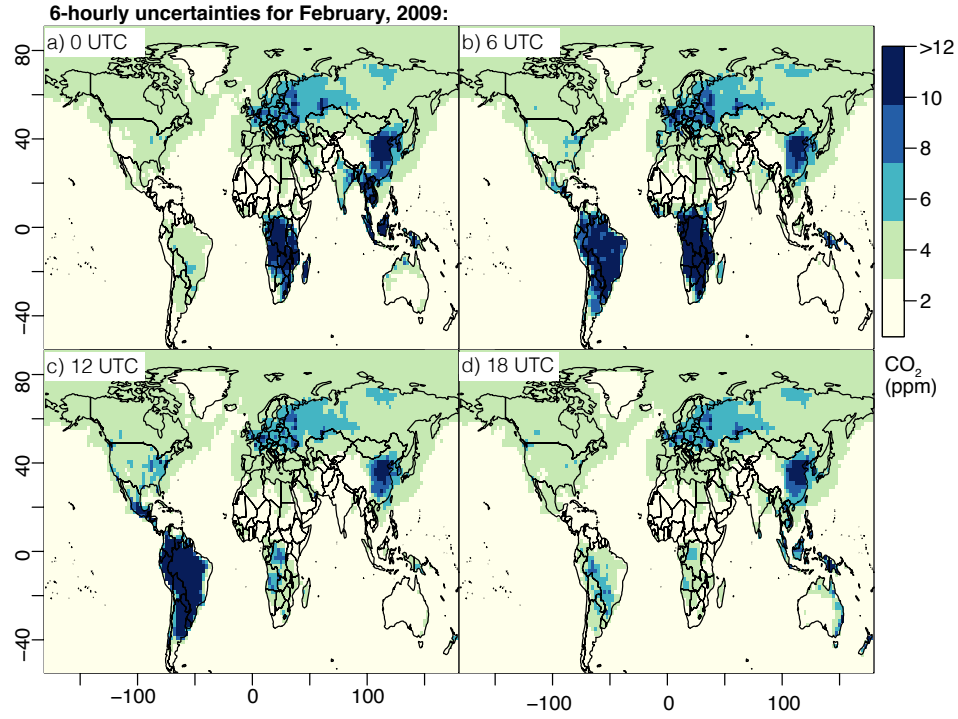 6-hourly uncertainties for February, 2009:
a) 0 UTC
b) 6 UTC
>12
10
8
6
4
2
CO₂
(ppm)
80
40
0
−40
c) 12 UTC
d) 18 UTC
80
40
0
−40
−100 0 100
−100 0 100